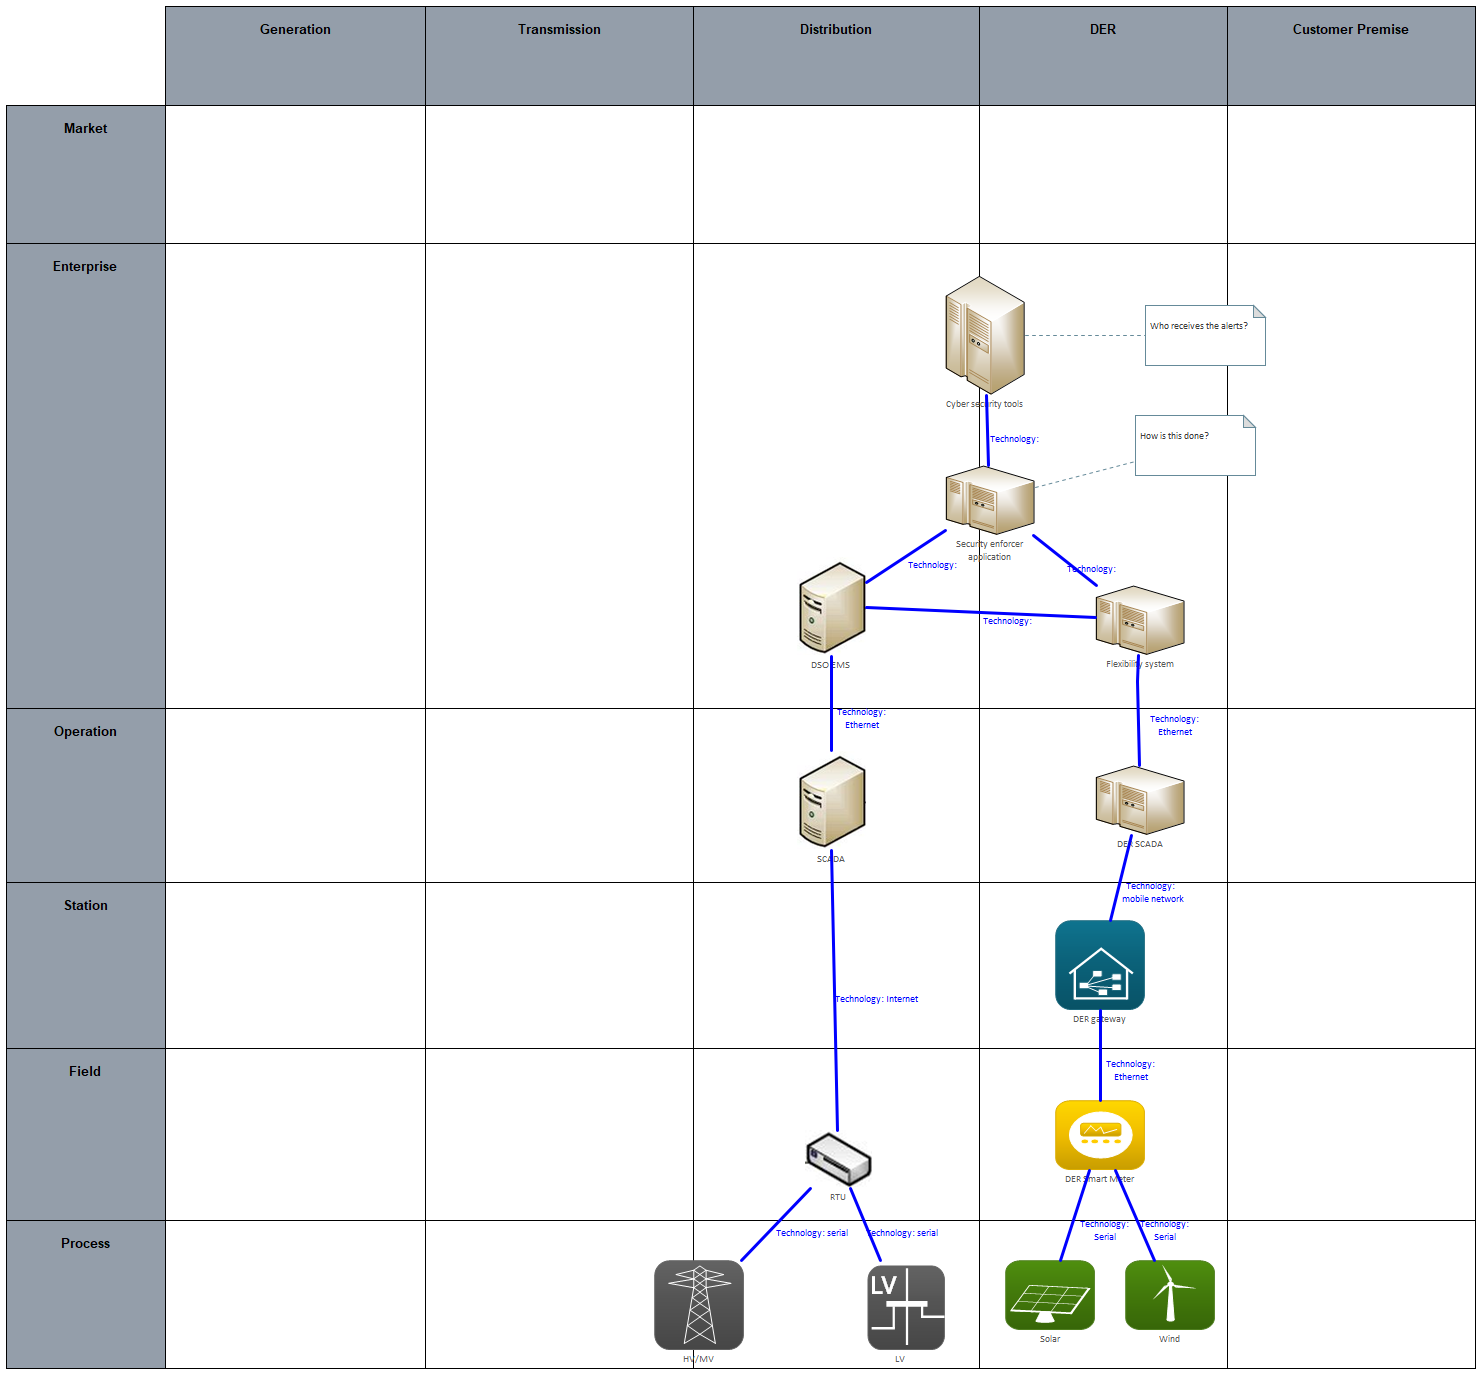 Generation
Transmission
Distribution
DER
Customer Premise
Market
Enterprise
Who receives the alerts?
Cyber security tools
Technology:
How is this done?
Security enforcer
application
Technology:
Technology:
Technology:
DSO EMS
Flexibility system
Operation
Technology:
Ethernet
Technology:
Ethernet
SCADA
DER SCADA
Station
Technology:
mobile network
Technology: Internet
DER gateway
Field
Technology:
Ethernet
DER Smart Meter
RTU
Process
Technology: serial
Technology: serial
Technology:
Serial
Technology:
Serial
LV
HV/MV
LV
Solar
Wind